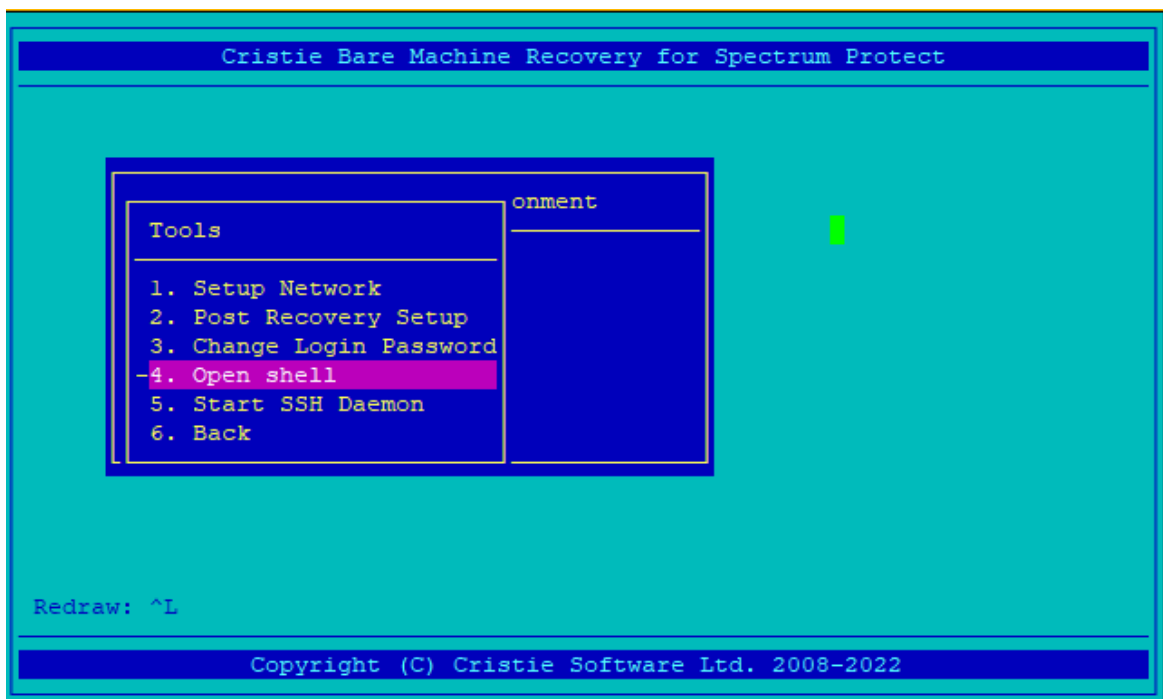 Cristie Bare Machine Recovery for Spectrum Protect
onment
Tools
1. Setup Network
2. Post Recovery Setup
3. Change Login Password
4. Open shell
5. Start SSH Daemon
6. Back
Redraw: ^L
Copyright (C) Cristie Software Ltd. 2008-2022